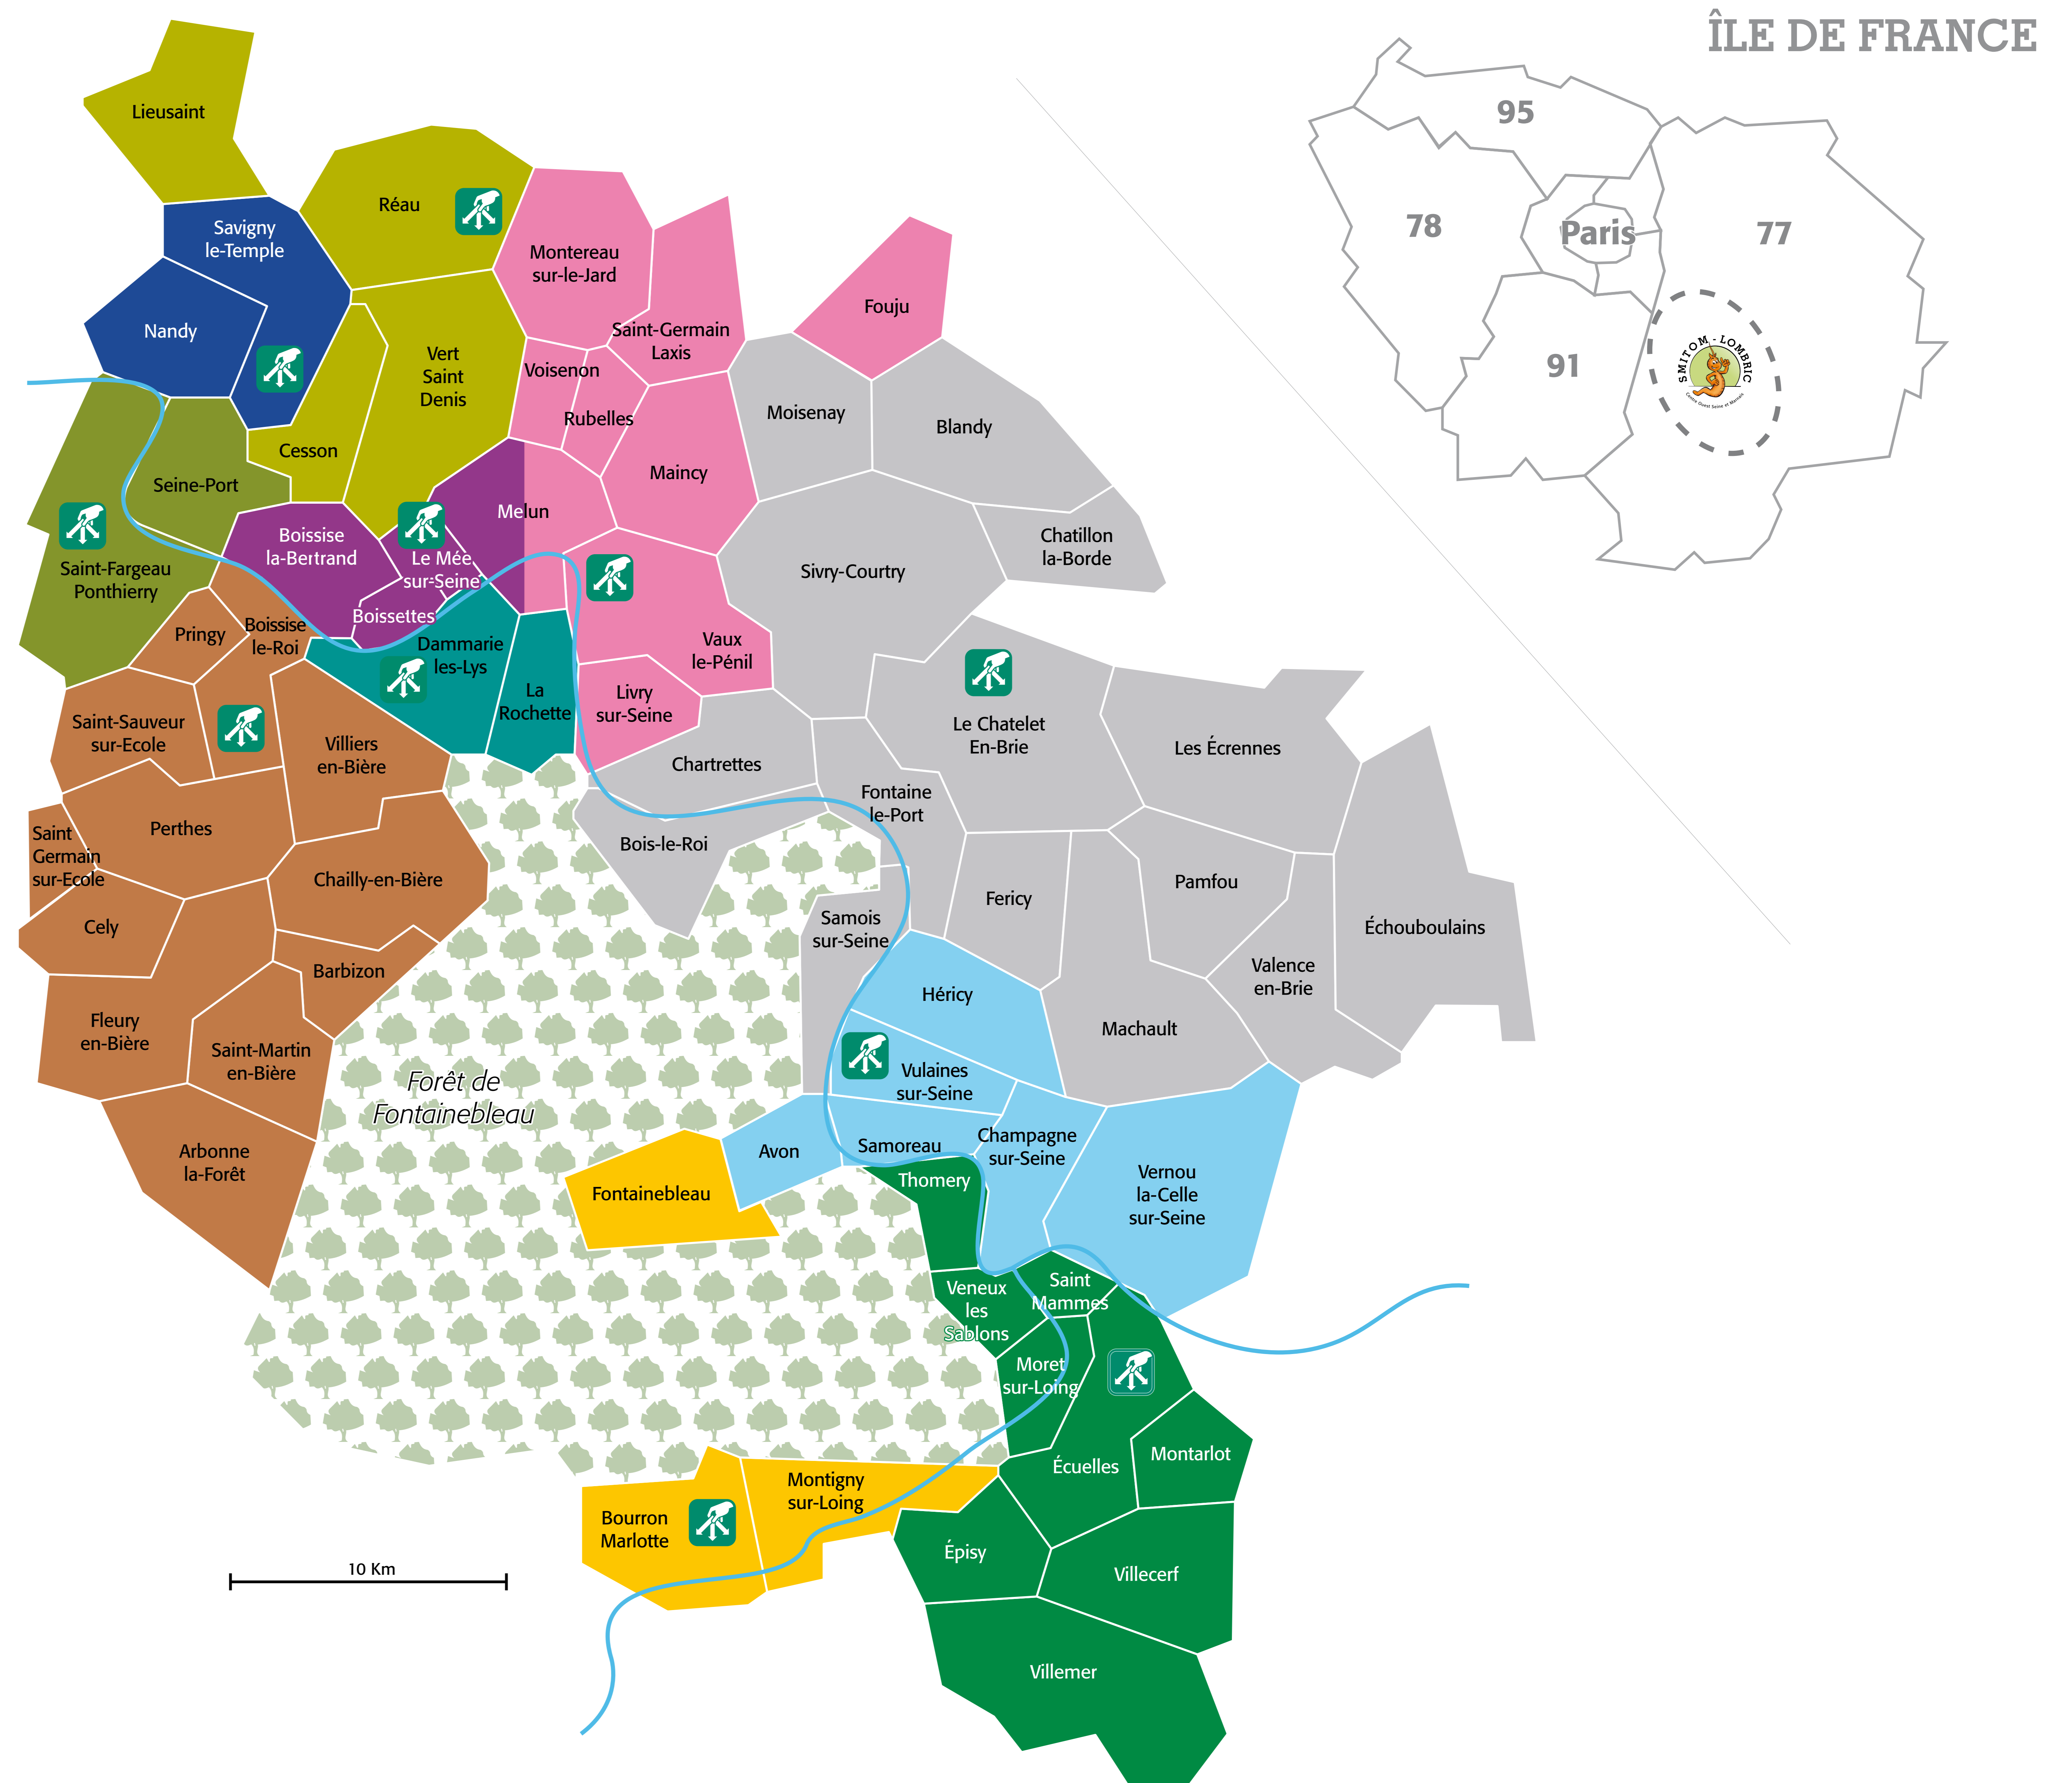 ÎLE DE FRANCE
95
78
Paris
77
91
SMITOM - LOMBRIC
Centre Ouest Seine et Marnais
Lieusaint
Réau
Savigny
le-Temple
Nandy
Montereau
sur-le-Jard
Saint-Germain
Laxis
Fouju
Vert
Saint
Denis
Voisenon
Rubelles
Cesson
Moisenay
Blandy
Maincy
Seine-Port
Melun
Boissise
la-Bertrand
Le Mée
sur-Seine
Boissettes
Chatillon
la-Borde
Sivry-Courtry
Saint-Fargeau
Ponthierry
Pringy
Boissise
le-Roi
Dammarie
les-Lys
La
Rochette
Vaux
le-Pénil
Livry
sur-Seine
Saint-Sauveur
sur-Ecole
Villiers
en-Bière
Chartrettes
Le Chatelet
En-Brie
Les Écrennes
Fontaine
le-Port
Bois-le-Roi
Perthes
Saint
Germain
sur-Ecole
Chailly-en-Bière
Cely
Samois
sur-Seine
Fericy
Pamfou
Échouboulains
Barbizon
Valence
en-Brie
Héricy
Machault
Fleury
en-Bière
Saint-Martin
en-Bière
Forêt de
Fontainebleau
Vulaines
sur-Seine
Arbonne
la-Forêt
Avon
Samoreau
Champagne
sur-Seine
Fontainebleau
Thomery
Vernou
la-Celle
sur-Seine
Veneux
les
Sablons
Saint
Mammes
Moret
sur-Loing
Écuelles
Montarlot
Montigny
sur-Loing
Bourron
Marlotte
Épisy
Villecerf
Villemer
10 Km